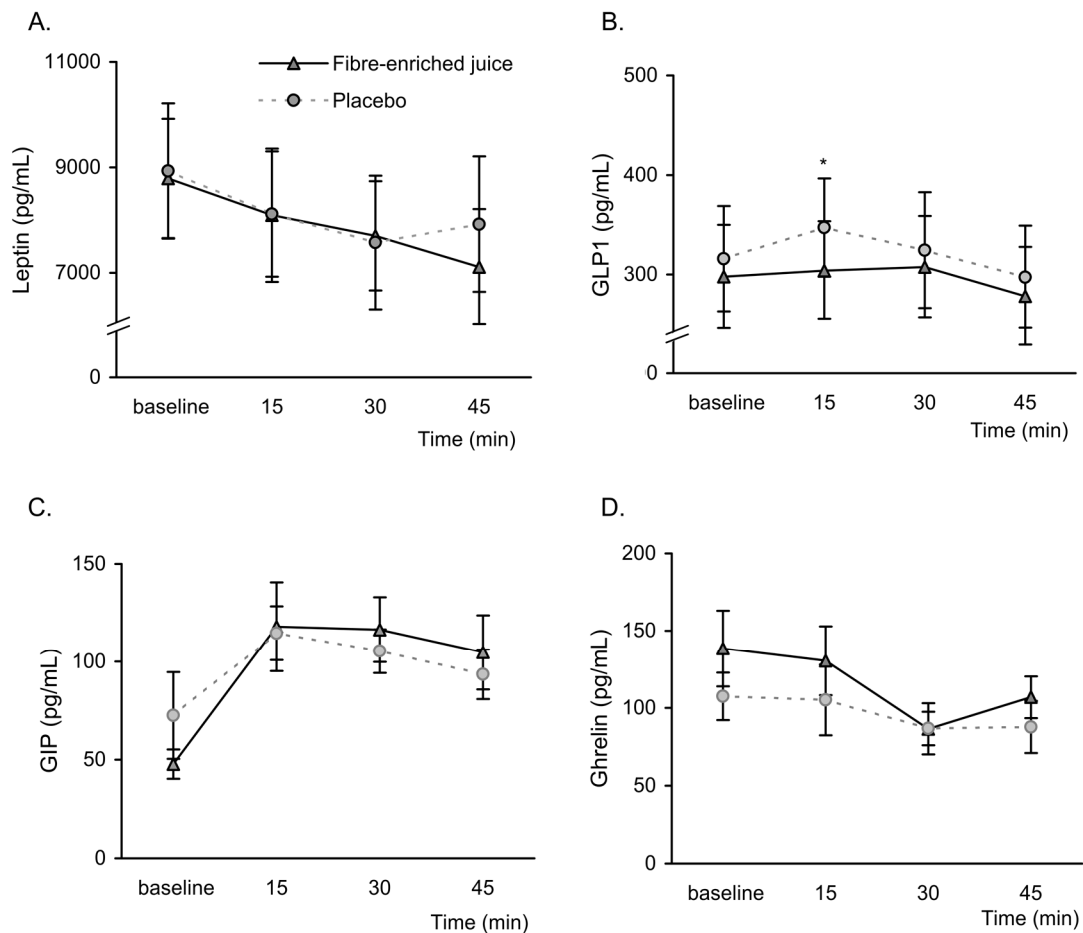 A.
11000
9000
7000
0
Leptin (pg/mL)
Fibre-enriched juice
Placebo
baseline 15 30 45
Time (min)
B.
500
400
300
0
GLP1 (pg/mL)
*
baseline 15 30 45
Time (min)
C.
150
100
50
0
GIP (pg/mL)
baseline 15 30 45
Time (min)
D.
200
150
100
50
0
Ghrelin (pg/mL)
baseline 15 30 45
Time (min)